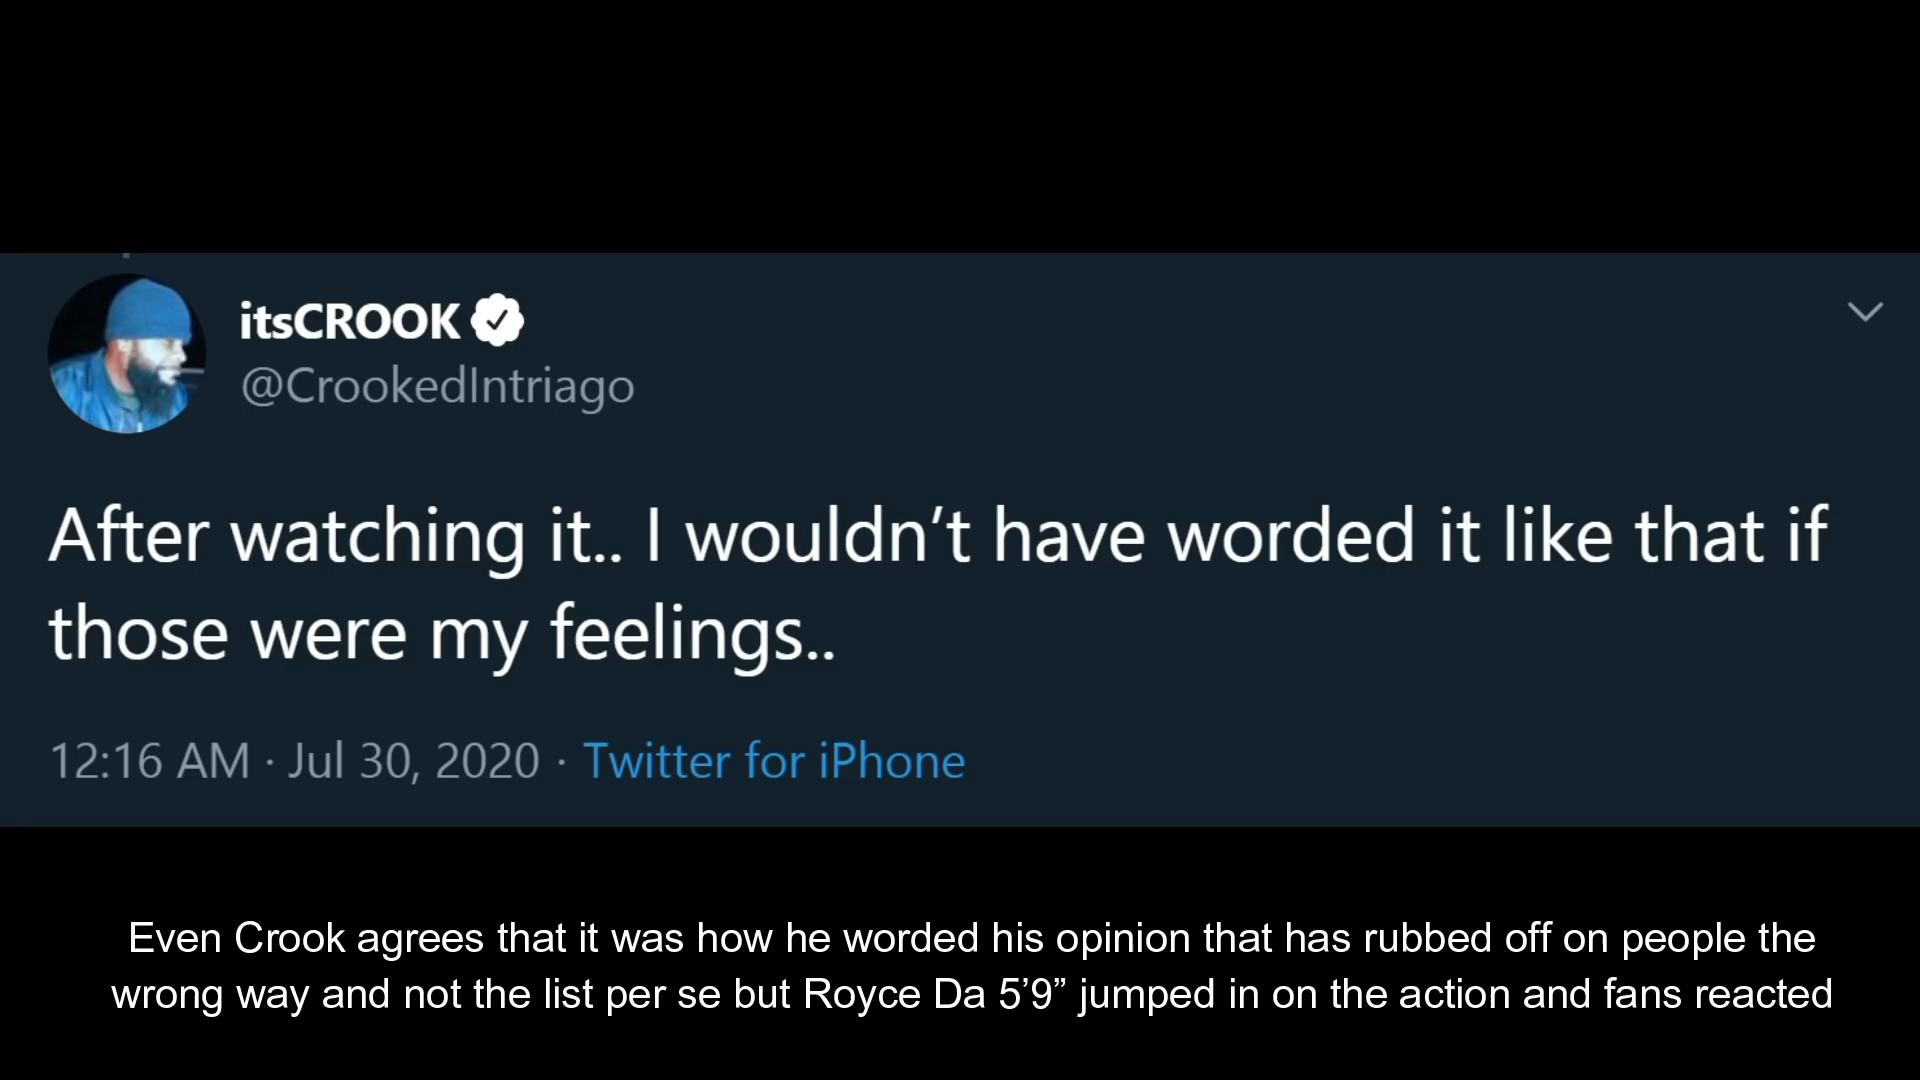 itsCROOK
@CrookedIntriago
After watching it.. I wouldn’t have worded it like that if
those were my feelings..
12:16 AM · Jul 30, 2020 · Twitter for iPhone
Even Crook agrees that it was how he worded his opinion that has rubbed off on people the
wrong way and not the list per se but Royce Da 5’9” jumped in on the action and fans reacted